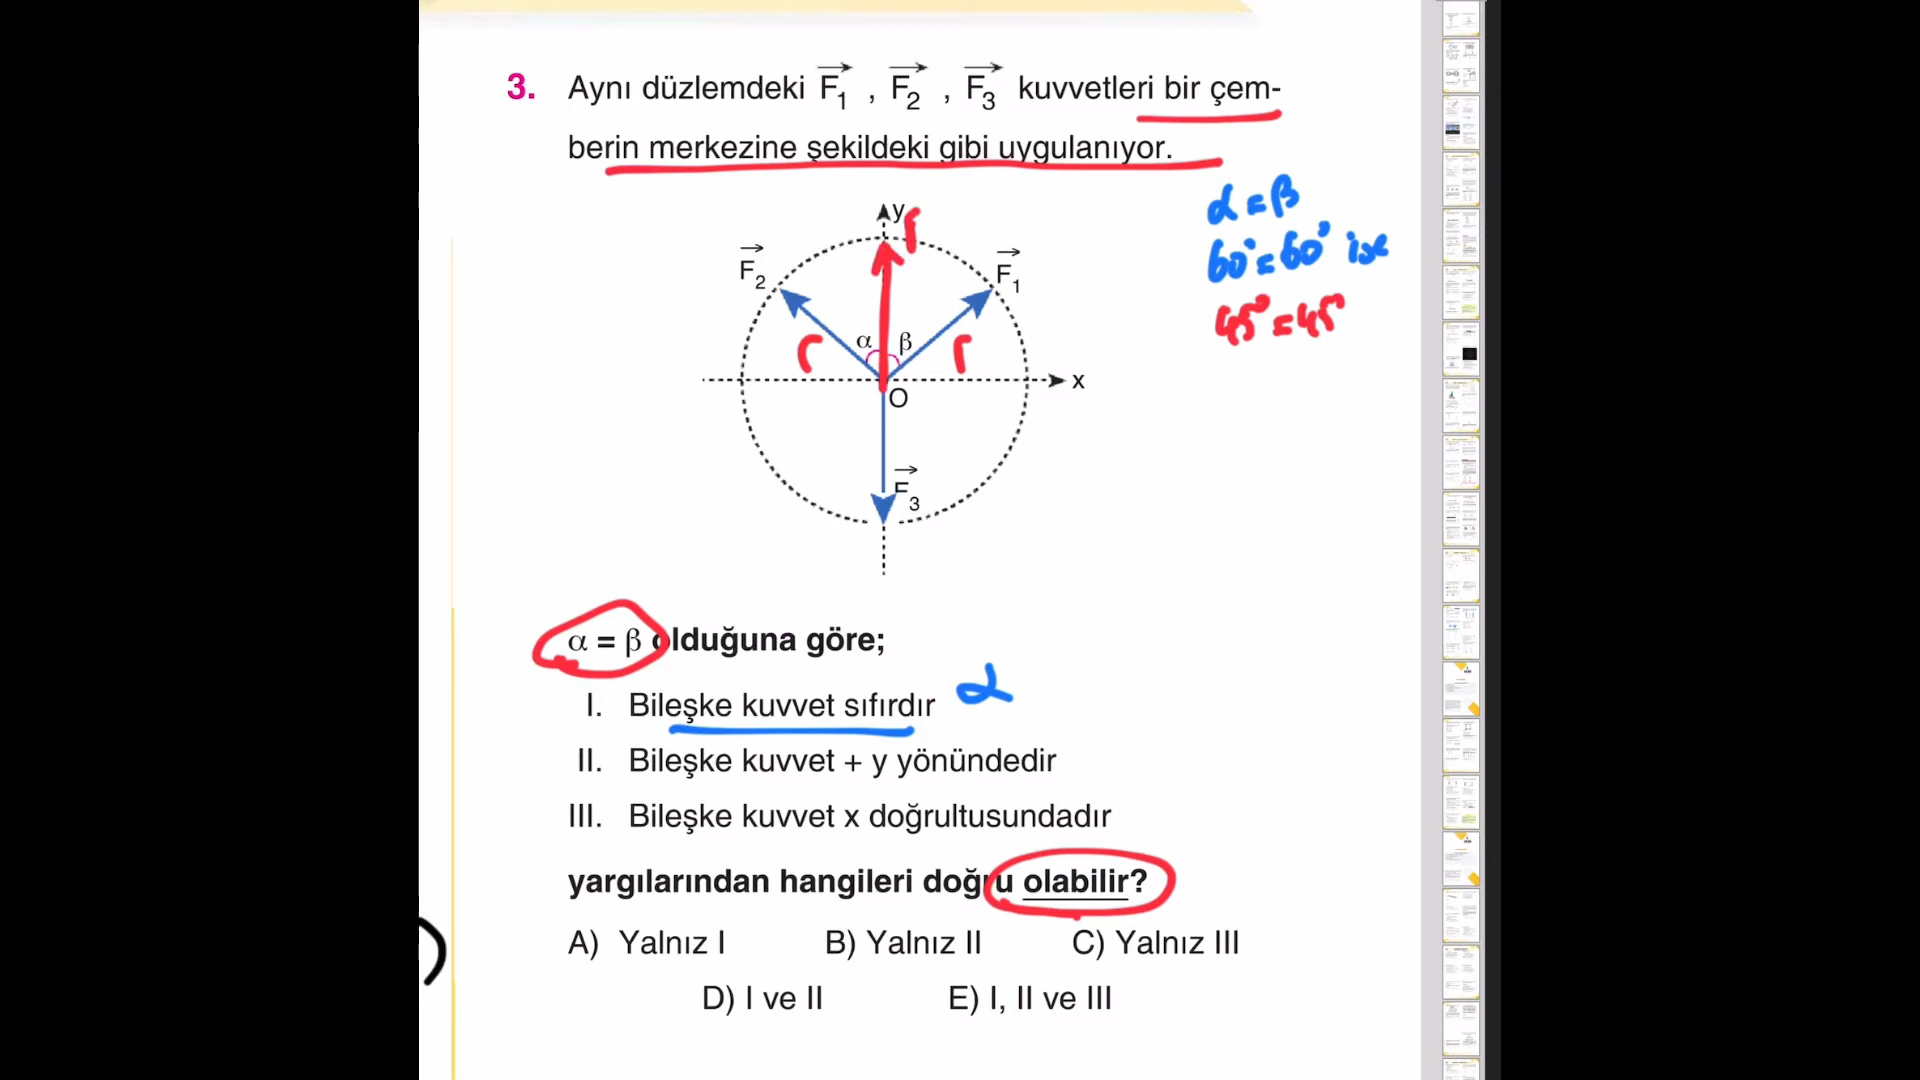 3. Aynı düzlemdeki F1 , F2 , F3 kuvvetleri bir çem-
berin merkezine şekildeki gibi uygulanıyor.
α = β
60° = 60° ise
45° = 45°
y
r
F2
F1
α
β
r
r
x
O
F3
α = β olduğuna göre;
I. Bileşke kuvvet sıfırdır
α
II. Bileşke kuvvet + y yönündedir
III. Bileşke kuvvet x doğrultusundadır
yargılarından hangileri doğru olabilir?
A) Yalnız I B) Yalnız II C) Yalnız III
D) I ve II E) I, II ve III